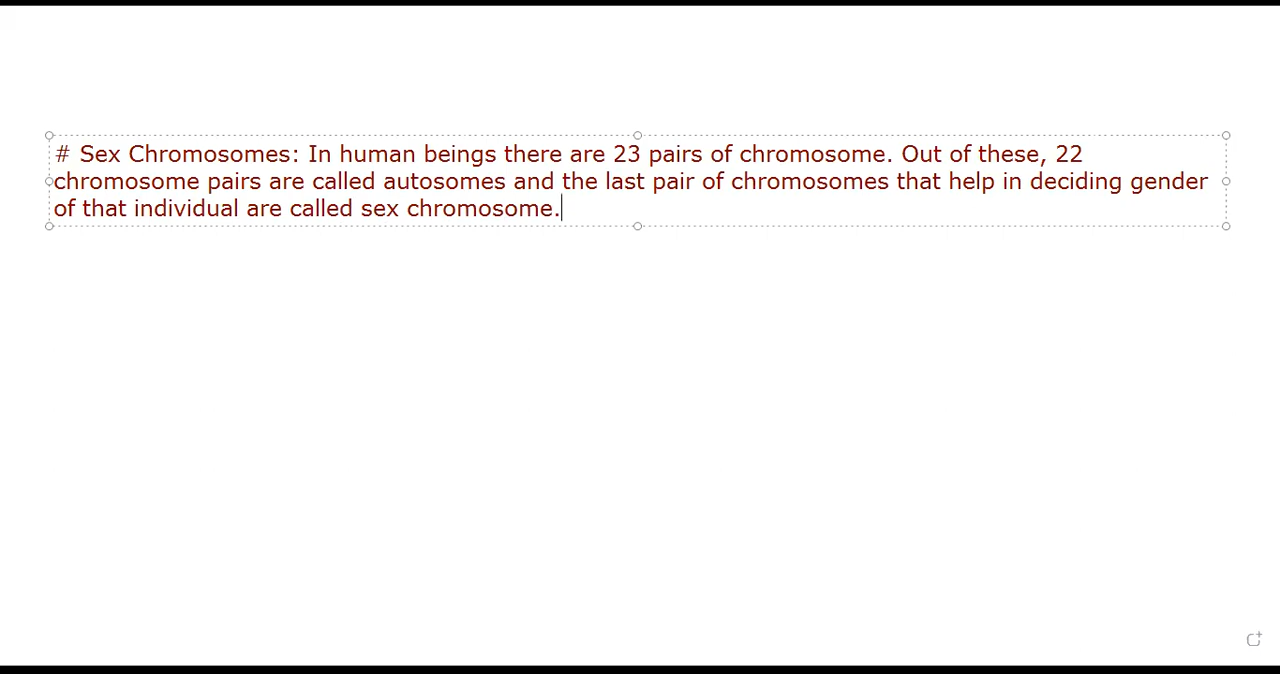 # Sex Chromosomes: In human beings there are 23 pairs of chromosome. Out of these, 22
chromosome pairs are called autosomes and the last pair of chromosomes that help in deciding gender
of that individual are called sex chromosome.